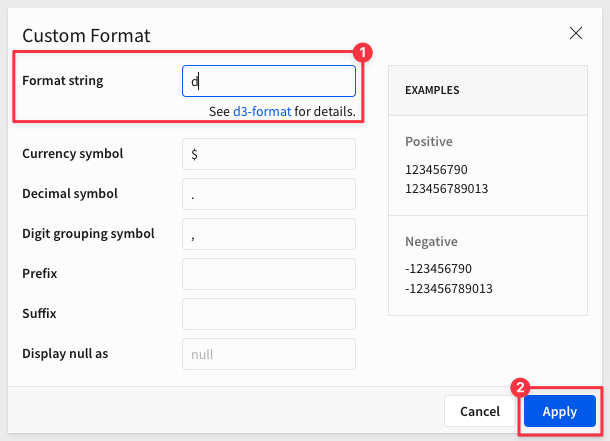 Custom Format
1
Format string
d
See d3-format for details.
Currency symbol
$
Decimal symbol
.
Digit grouping symbol
,
Prefix
Suffix
Display null as
null
EXAMPLES
Positive
123456790
123456789013
Negative
-123456790
-123456789013
2
Cancel
Apply